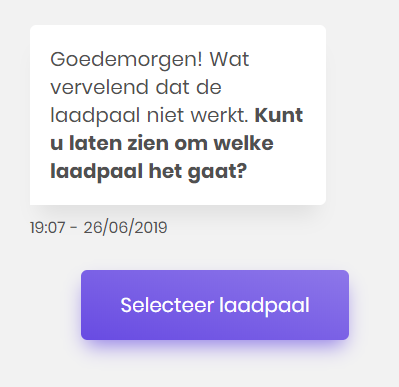 Goedemorgen! Wat
vervelend dat de
laadpaal niet werkt. Kunt
u laten zien om welke
laadpaal het gaat?
19:07 - 26/06/2019
Selecteer laadpaal